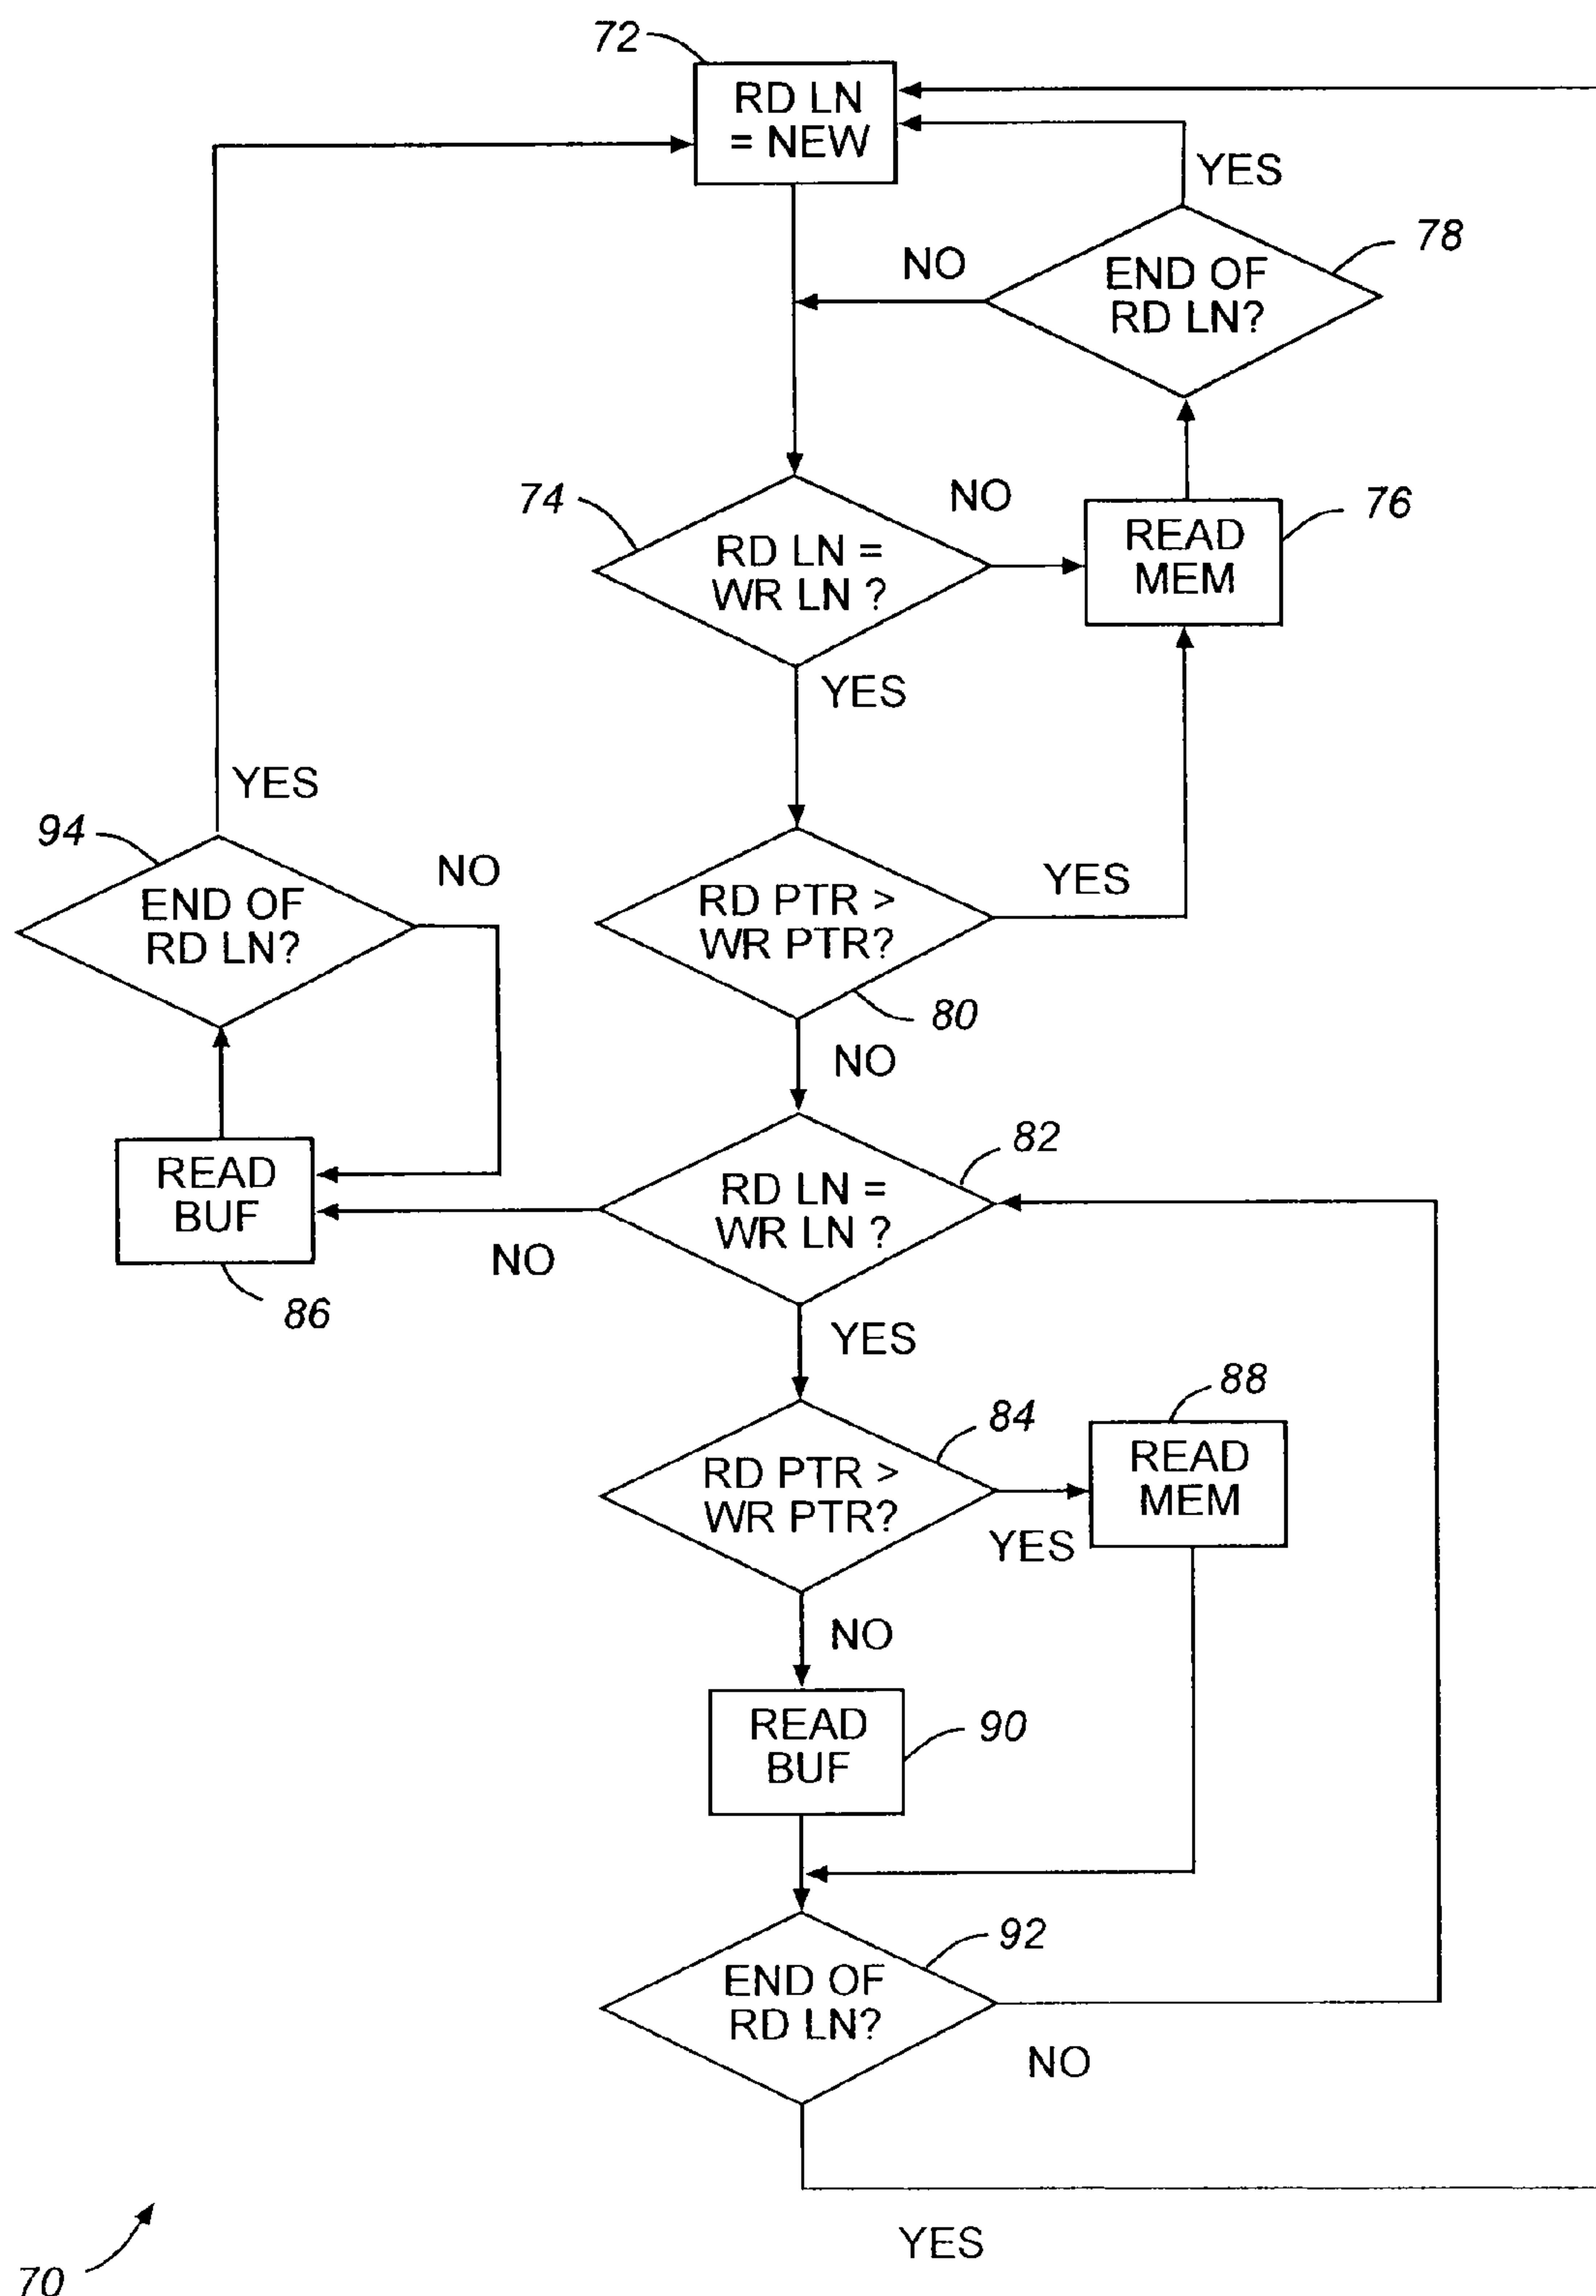 72
RD LN
= NEW
YES
78
NO
END OF
RD LN?
74
NO
76
RD LN =
WR LN ?
READ
MEM
YES
YES
94
NO
YES
END OF
RD LN?
RD PTR >
WR PTR?
80
NO
82
READ
BUF
RD LN =
WR LN ?
NO
86
YES
88
84
READ
MEM
RD PTR >
WR PTR?
YES
NO
READ
BUF
90
92
END OF
RD LN?
NO
YES
70